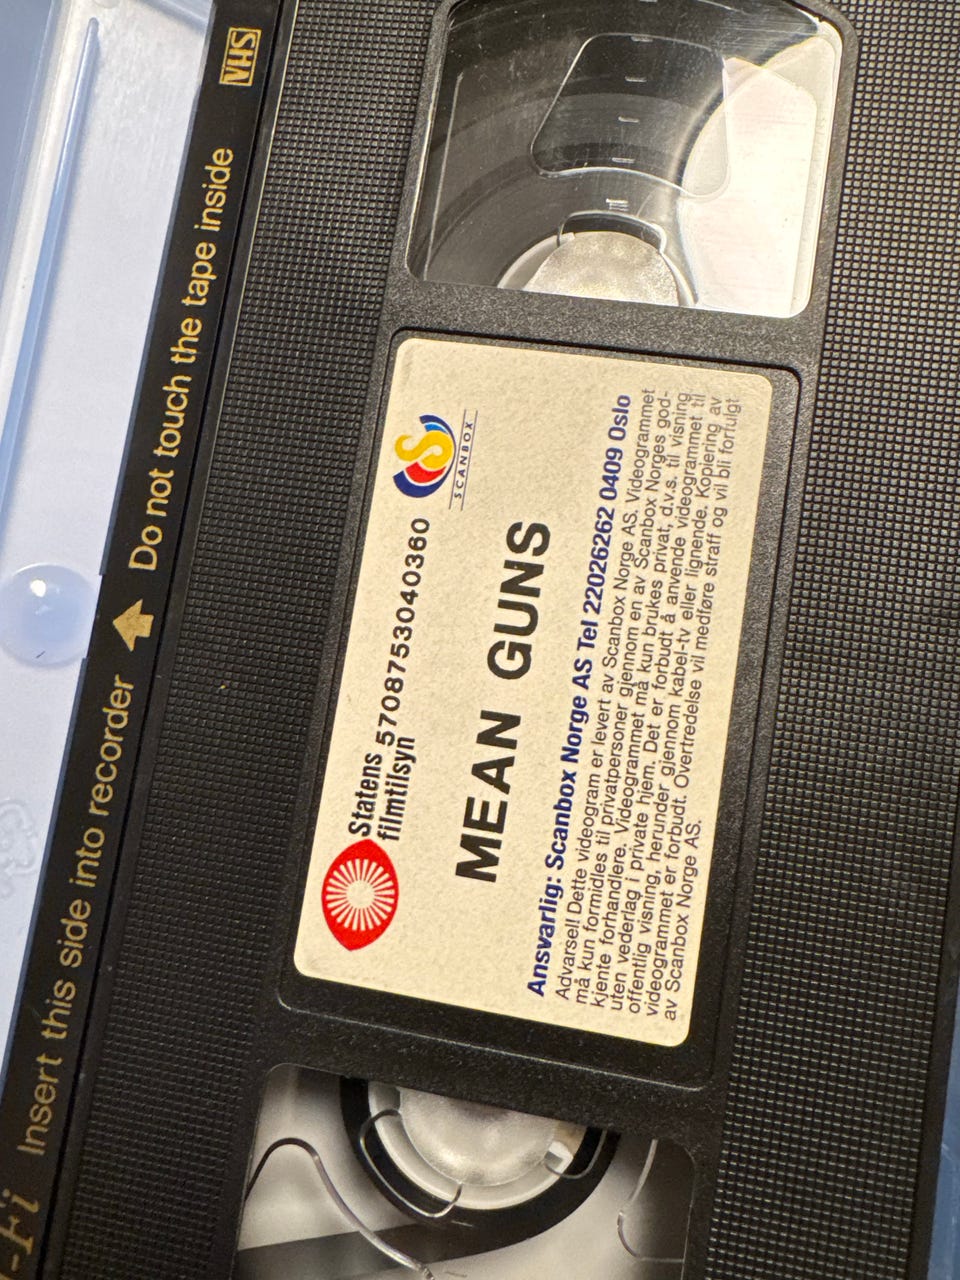 -Fi Insert this side into recorder Do not touch the tape inside VHS
Statens
filmtilsyn 5708753040360
SCANBOX
MEAN GUNS
Ansvarlig: Scanbox Norge AS Tel 22026262 0409 Oslo
Advarsel! Dette videogram er levert av Scanbox Norge AS. Videogrammet
må kun formidles til privatpersoner gjennom en av Scanbox Norges god-
kjente forhandlere. Videogrammet må kun brukes privat, d.v.s. til visning
uten vederlag i private hjem. Det er forbudt å anvende videogrammet til
offentlig visning, herunder gjennom kabel-tv eller lignende. Kopiering av
videogrammet er forbudt. Overtredelse vil medføre straff og vil bli forfulgt
av Scanbox Norge AS.